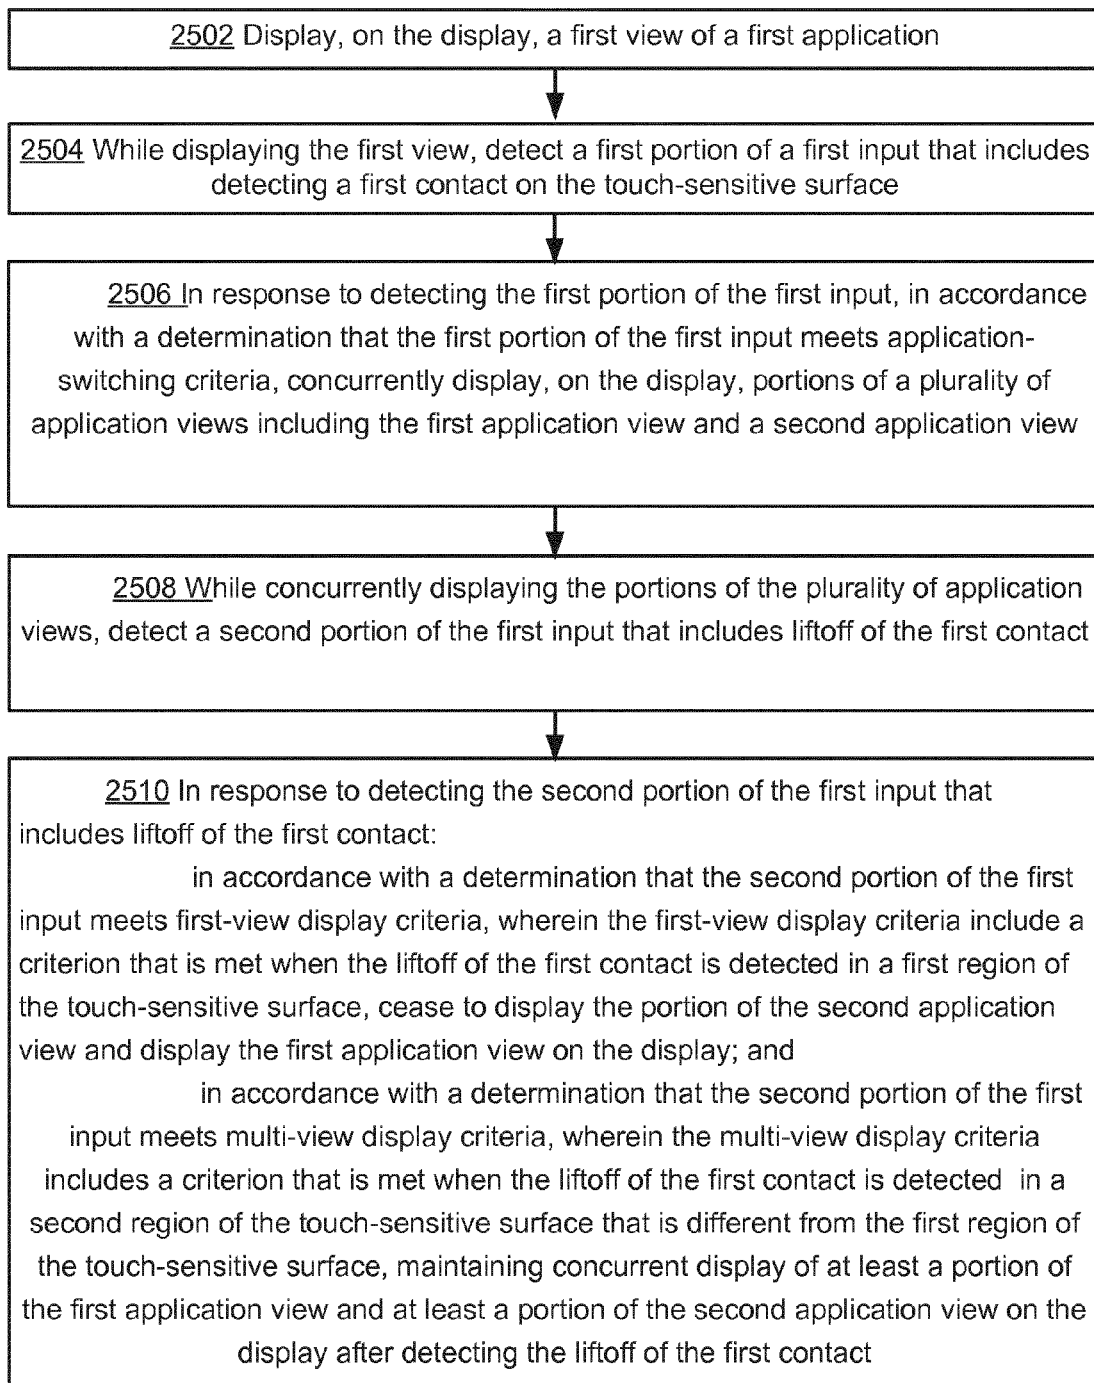 2502 Display, on the display, a first view of a first application
2504 While displaying the first view, detect a first portion of a first input that includes
detecting a first contact on the touch-sensitive surface
2506 In response to detecting the first portion of the first input, in accordance
with a determination that the first portion of the first input meets application-
switching criteria, concurrently display, on the display, portions of a plurality of
application views including the first application view and a second application view
2508 While concurrently displaying the portions of the plurality of application
views, detect a second portion of the first input that includes liftoff of the first contact
2510 In response to detecting the second portion of the first input that
includes liftoff of the first contact:
in accordance with a determination that the second portion of the first
input meets first-view display criteria, wherein the first-view display criteria include a
criterion that is met when the liftoff of the first contact is detected in a first region of
the touch-sensitive surface, cease to display the portion of the second application
view and display the first application view on the display; and
in accordance with a determination that the second portion of the first
input meets multi-view display criteria, wherein the multi-view display criteria
includes a criterion that is met when the liftoff of the first contact is detected in a
second region of the touch-sensitive surface that is different from the first region of
the touch-sensitive surface, maintaining concurrent display of at least a portion of
the first application view and at least a portion of the second application view on the
display after detecting the liftoff of the first contact